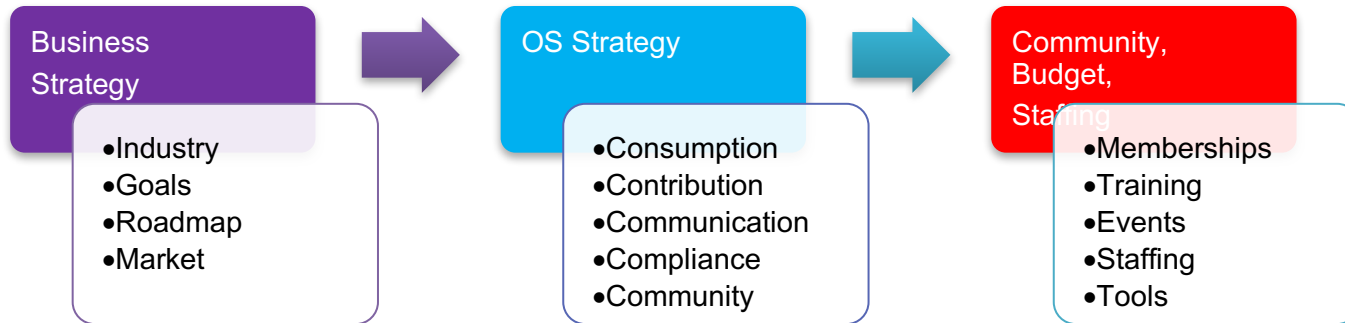 Business
Strategy
•Industry
•Goals
•Roadmap
•Market
OS Strategy
•Consumption
•Contribution
•Communication
•Compliance
•Community
Community,
Budget,
Staffing
•Memberships
•Training
•Events
•Staffing
•Tools